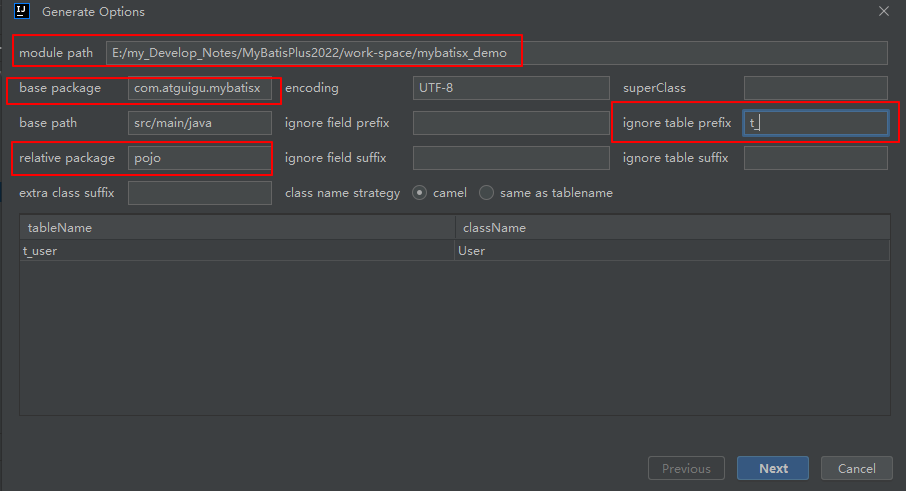 Generate Options
module path E:/my_Develop_Notes/MyBatisPlus2022/work-space/mybatisx_demo
base package com.atguigu.mybatisx encoding UTF-8 superClass
base path src/main/java ignore field prefix ignore table prefix t_
relative package pojo ignore field suffix ignore table suffix
extra class suffix class name strategy camel same as tablename
tableName className
t_user User
Previous Next Cancel